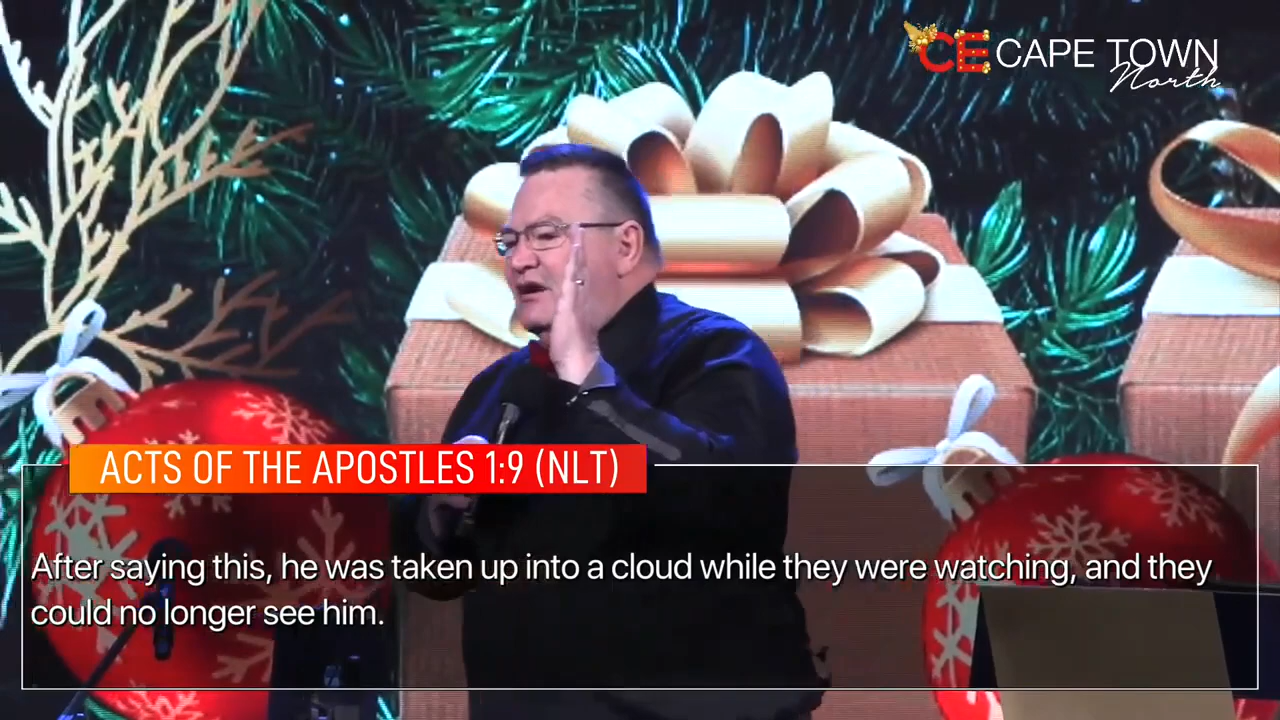 CE CAPE TOWN
North
ACTS OF THE APOSTLES 1:9 (NLT)
After saying this, he was taken up into a cloud while they were watching, and they
could no longer see him.